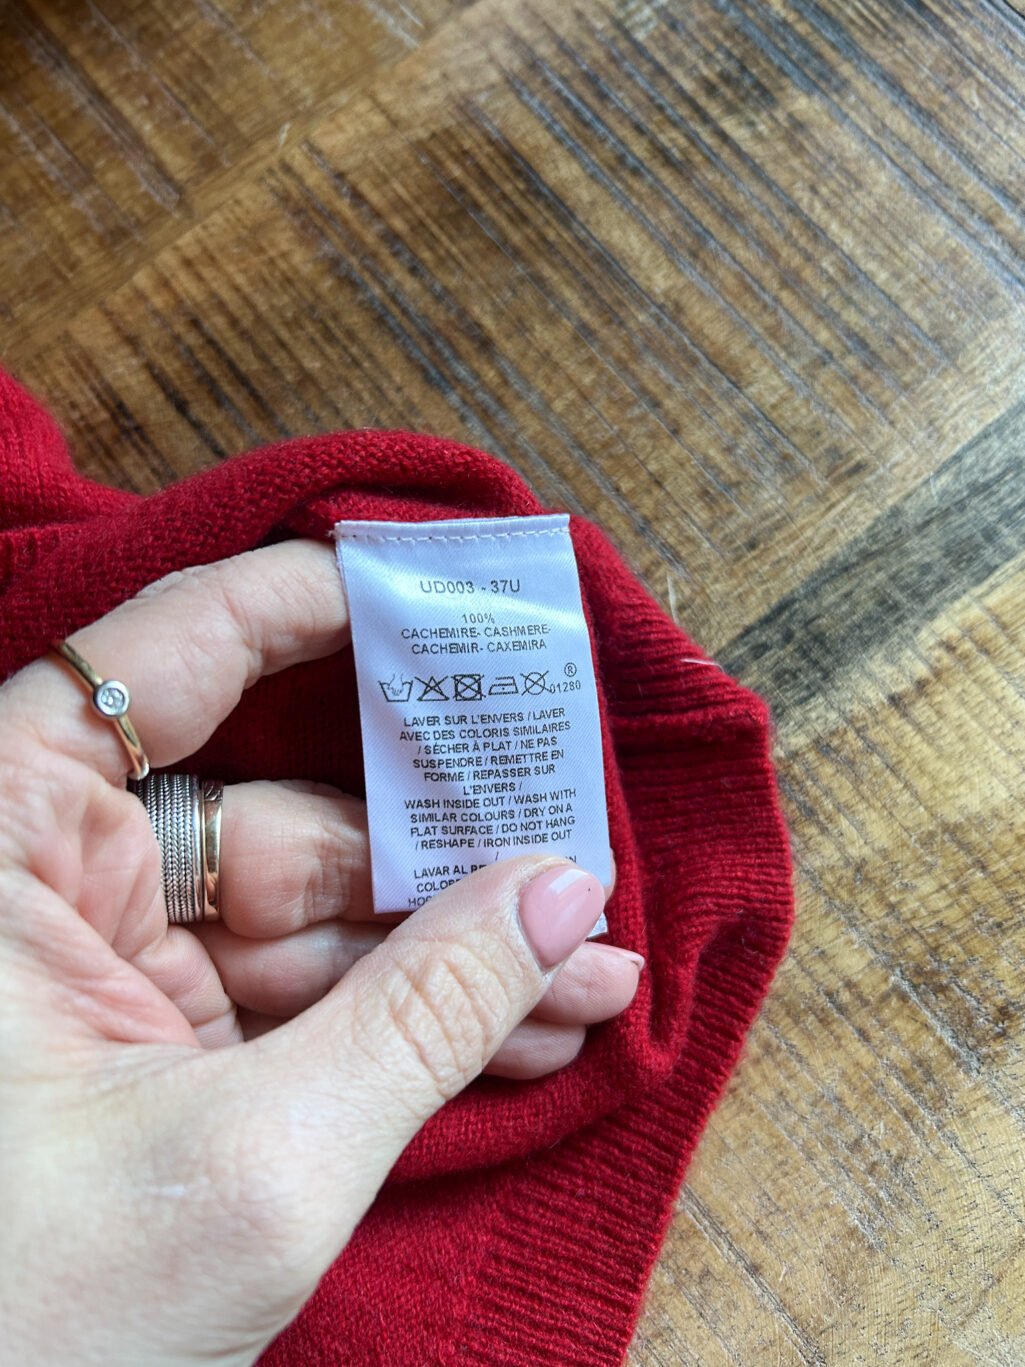 UD003 - 37U
100%
CACHEMIRE- CASHMERE-
CACHEMIR- CAXEMIRA
®
01280
LAVER SUR L'ENVERS / LAVER
AVEC DES COLORIS SIMILAIRES
/ SÉCHER À PLAT / NE PAS
SUSPENDRE / REMETTRE EN
FORME / REPASSER SUR
L'ENVERS /
WASH INSIDE OUT / WASH WITH
SIMILAR COLOURS / DRY ON A
FLAT SURFACE / DO NOT HANG
/ RESHAPE / IRON INSIDE OUT
/
LAVAR AL